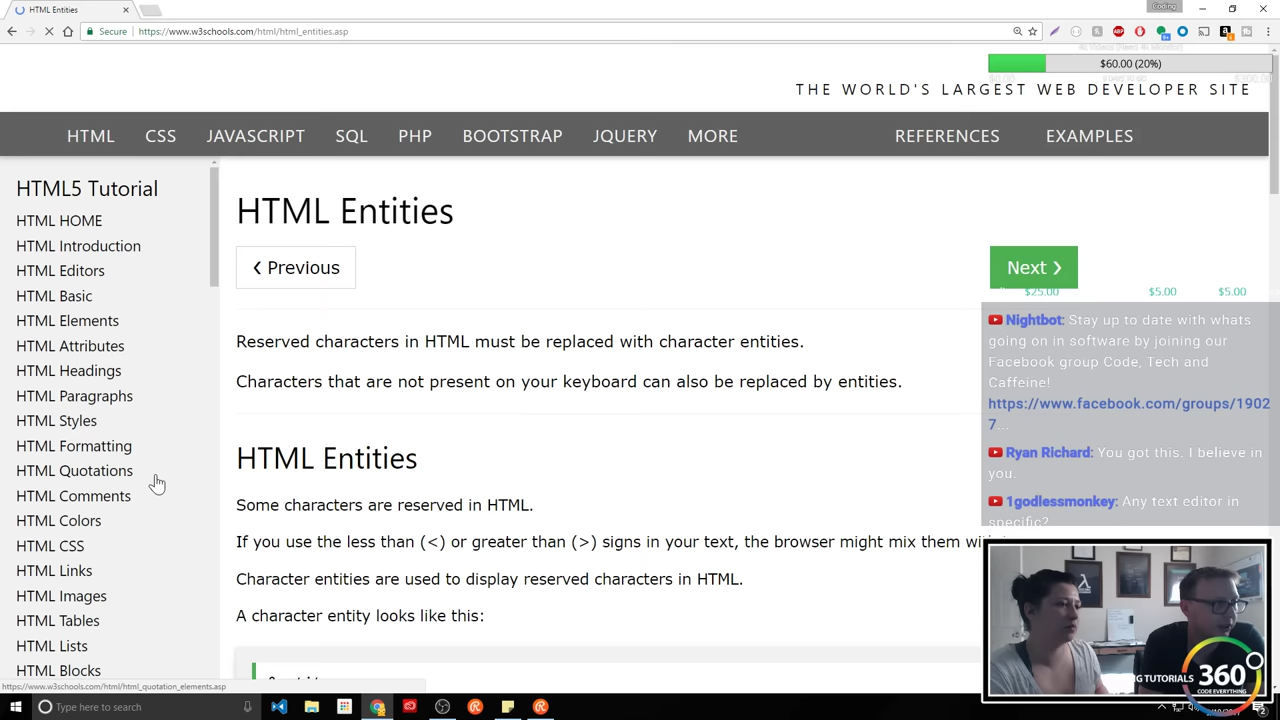 HTML Entities
Coding
Secure
https://www.w3schools.com/html/html_entities.asp
$60.00 (20%)
THE WORLD'S LARGEST WEB DEVELOPER SITE
HTML CSS JAVASCRIPT SQL PHP BOOTSTRAP JQUERY MORE REFERENCES EXAMPLES
HTML5 Tutorial
HTML HOME
HTML Introduction
HTML Editors
HTML Basic
HTML Elements
HTML Attributes
HTML Headings
HTML Paragraphs
HTML Styles
HTML Formatting
HTML Quotations
HTML Comments
HTML Colors
HTML CSS
HTML Links
HTML Images
HTML Tables
HTML Lists
HTML Blocks
HTML Entities
❮ Previous
Next ❯
$25.00 $5.00 $5.00
Reserved characters in HTML must be replaced with character entities.
Characters that are not present on your keyboard can also be replaced by entities.
HTML Entities
Some characters are reserved in HTML.
If you use the less than (<) or greater than (>) signs in your text, the browser might mix them
Character entities are used to display reserved characters in HTML.
A character entity looks like this:
Nightbot: Stay up to date with whats
going on in software by joining our
Facebook group Code, Tech and
Caffeine!
https://www.facebook.com/groups/1902
7...
Ryan Richard: You got this. I believe in
you.
1godlessmonkey: Any text editor in
specific?
TUTORIALS 360
CODE EVERYTHING
https://www.w3schools.com/html/html_quotation_elements.asp
Type here to search